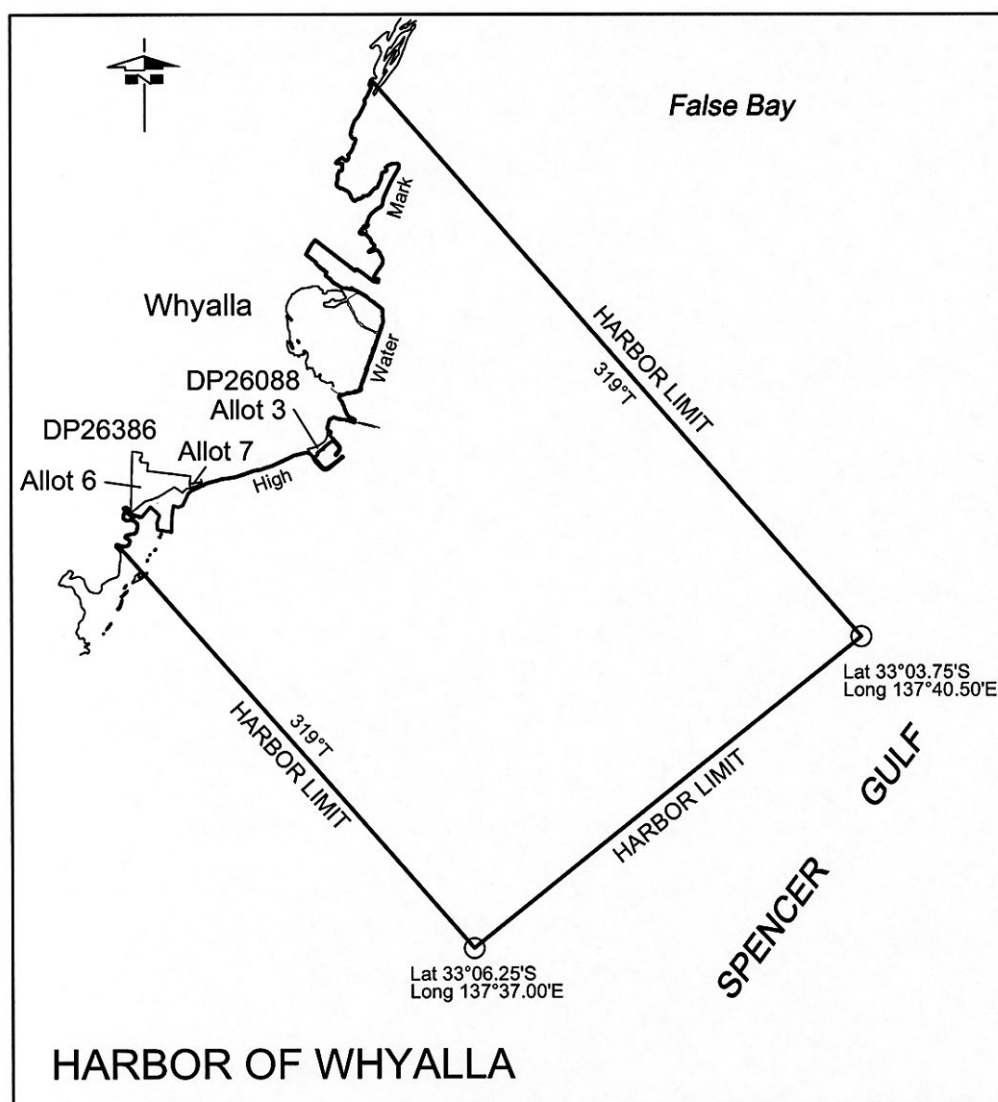 N
False Bay
Mark
Whyalla
Water
HARBOR LIMIT
319°T
DP26088
Allot 3
DP26386
Allot 7
Allot 6
High
Lat 33°03.75'S
Long 137°40.50'E
319°T
HARBOR LIMIT
HARBOR LIMIT
SPENCER GULF
Lat 33°06.25'S
Long 137°37.00'E
HARBOR OF WHYALLA